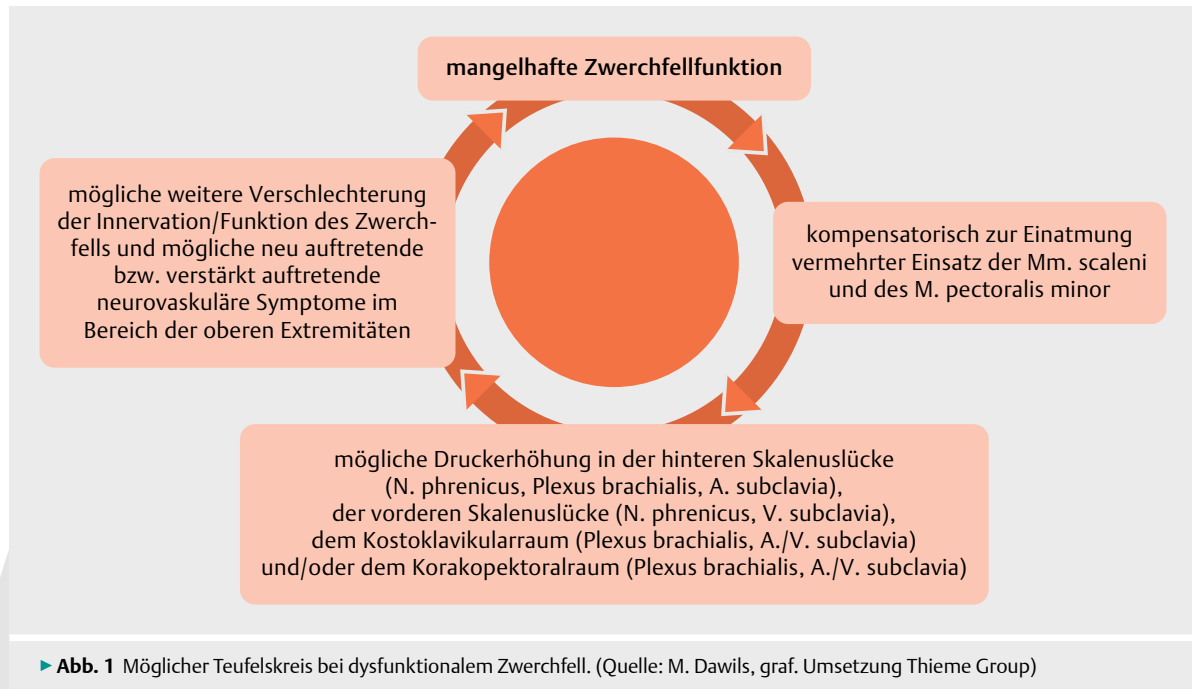 mangelhafte Zwerchfellfunktion
kompensatorisch zur Einatmung
vermehrter Einsatz der Mm. scaleni
und des M. pectoralis minor
mögliche Druckerhöhung in der hinteren Skalenuslücke
(N. phrenicus, Plexus brachialis, A. subclavia),
der vorderen Skalenuslücke (N. phrenicus, V. subclavia),
dem Kostoklavikularraum (Plexus brachialis, A./V. subclavia)
und/oder dem Korakopektoralraum (Plexus brachialis, A./V. subclavia)
mögliche weitere Verschlechterung
der Innervation/Funktion des Zwerch-
fells und mögliche neu auftretende
bzw. verstärkt auftretende
neurovaskuläre Symptome im
Bereich der oberen Extremitäten
▶ Abb. 1 Möglicher Teufelskreis bei dysfunktionalem Zwerchfell. (Quelle: M. Dawils, graf. Umsetzung Thieme Group)